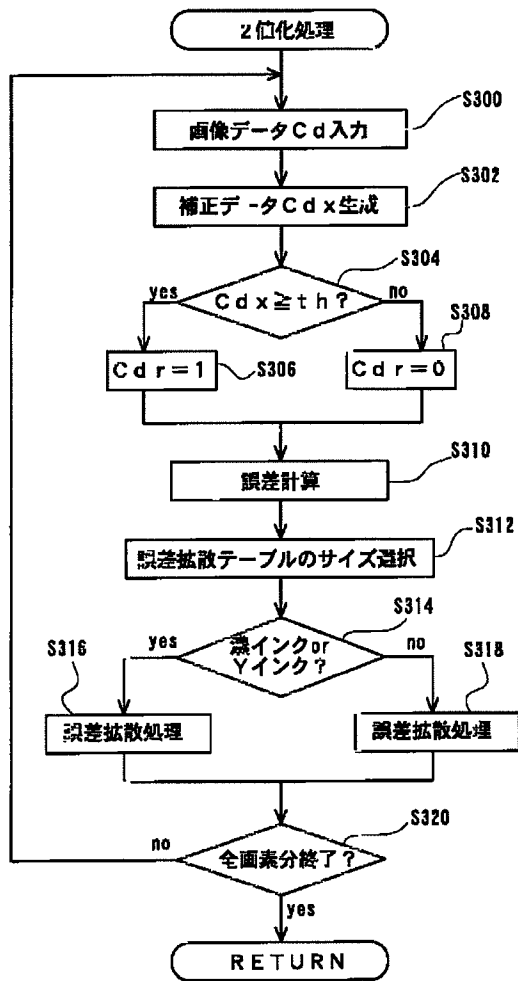 2値化処理
S300
画像データCd入力
S302
補正データCdx生成
S304
yes
Cdx≧th?
no
S308
Cdr=1
S306
Cdr=0
S310
誤差計算
S312
誤差拡散テーブルのサイズ選択
S314
S316
yes
濃インクor
Yインク?
no
S318
誤差拡散処理
誤差拡散処理
S320
no
全画素分終了?
yes
RETURN